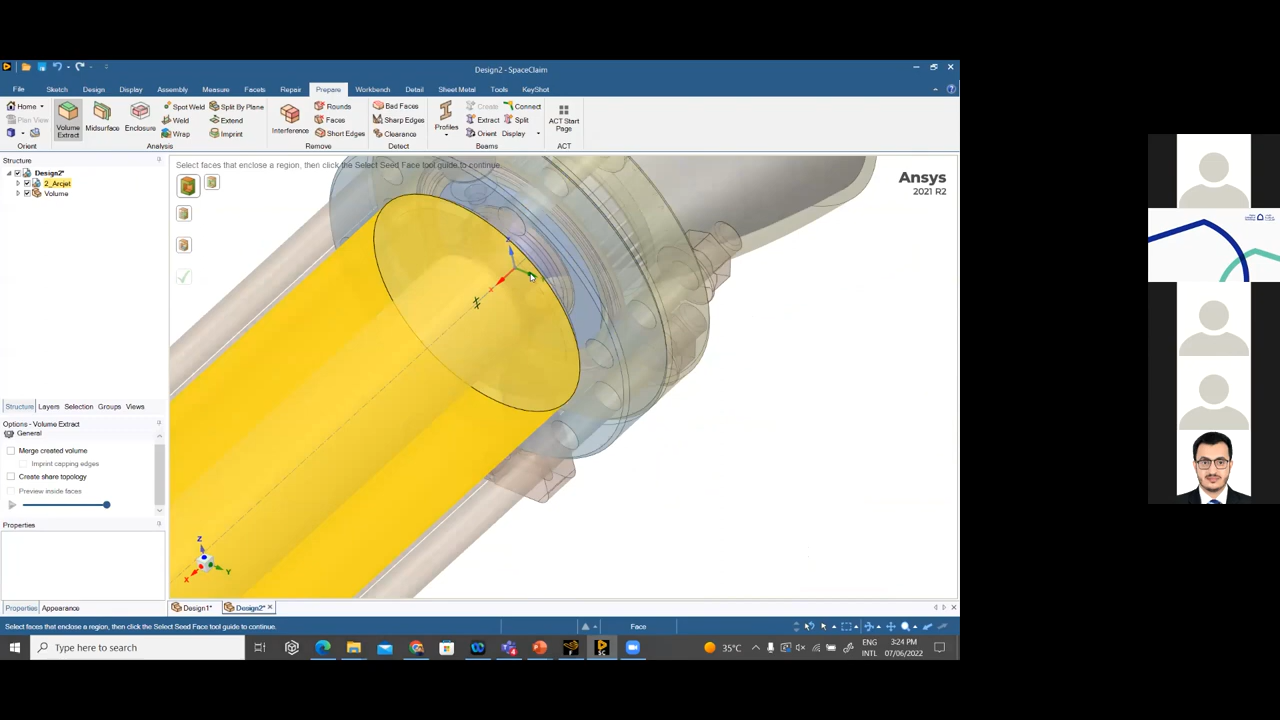 Design2 - SpaceClaim
File Sketch Design Display Assembly Measure Facets Repair Prepare Workbench Detail Sheet Metal Tools KeyShot
Home
Plan View
Orient
Volume Extract
Midsurface
Enclosure
Spot Weld
Weld
Wrap
Split By Plane
Extend
Imprint
Analysis
Interference
Rounds
Faces
Short Edges
Remove
Bad Faces
Sharp Edges
Clearance
Detect
Profiles
Create
Extract
Orient
Connect
Split
Display
Beams
ACT Start Page
ACT
Structure
Design2*
2_Arcjet
Volume
Select faces that enclose a region, then click the Select Seed Face tool guide to continue.
Ansys
2021 R2
Z
X
Structure Layers Selection Groups Views
Options - Volume Extract
General
Merge created volume
Imprint capping edges
Create share topology
Preview inside faces
Properties
Z
X
Y
Properties Appearance
Design1*
Design2*
Select faces that enclose a region, then click the Select Seed Face tool guide to continue.
Face
Type here to search
35°C
ENG
INTL
3:24 PM
07/06/2022